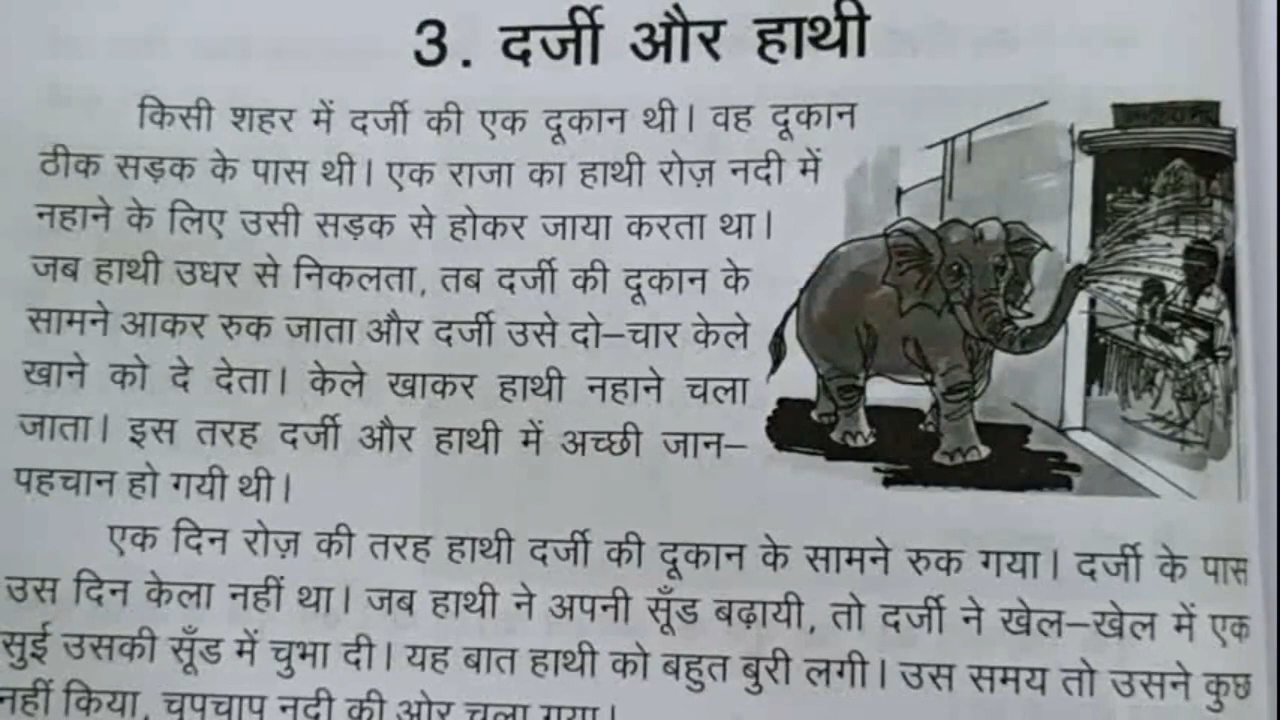 3. दर्जी और हाथी
किसी शहर में दर्जी की एक दूकान थी। वह दूकान
ठीक सड़क के पास थी। एक राजा का हाथी रोज़ नदी में
नहाने के लिए उसी सड़क से होकर जाया करता था।
जब हाथी उधर से निकलता, तब दर्जी की दूकान के
सामने आकर रुक जाता और दर्जी उसे दो–चार केले
खाने को दे देता। केले खाकर हाथी नहाने चला
जाता। इस तरह दर्जी और हाथी में अच्छी जान–
पहचान हो गयी थी।
एक दिन रोज़ की तरह हाथी दर्जी की दूकान के सामने रुक गया। दर्जी के पास
उस दिन केला नहीं था। जब हाथी ने अपनी सूँड बढ़ायी, तो दर्जी ने खेल–खेल में एक
सुई उसकी सूँड में चुभा दी। यह बात हाथी को बहुत बुरी लगी। उस समय तो उसने कुछ
नहीं किया, चुपचाप नदी की ओर चला गया।